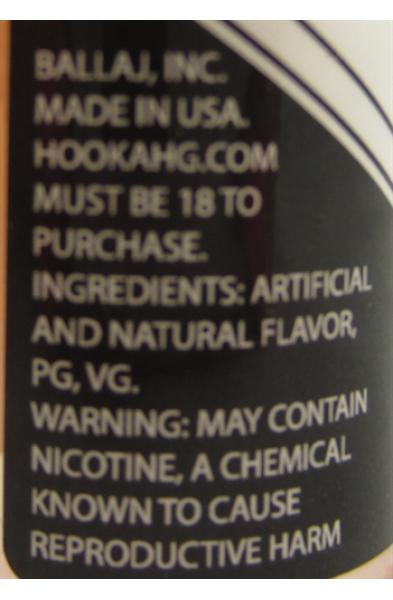 BALLAJ, INC.
MADE IN USA.
HOOKAHG.COM
MUST BE 18 TO
PURCHASE.
INGREDIENTS: ARTIFICIAL
AND NATURAL FLAVOR,
PG, VG.
WARNING: MAY CONTAIN
NICOTINE, A CHEMICAL
KNOWN TO CAUSE
REPRODUCTIVE HARM